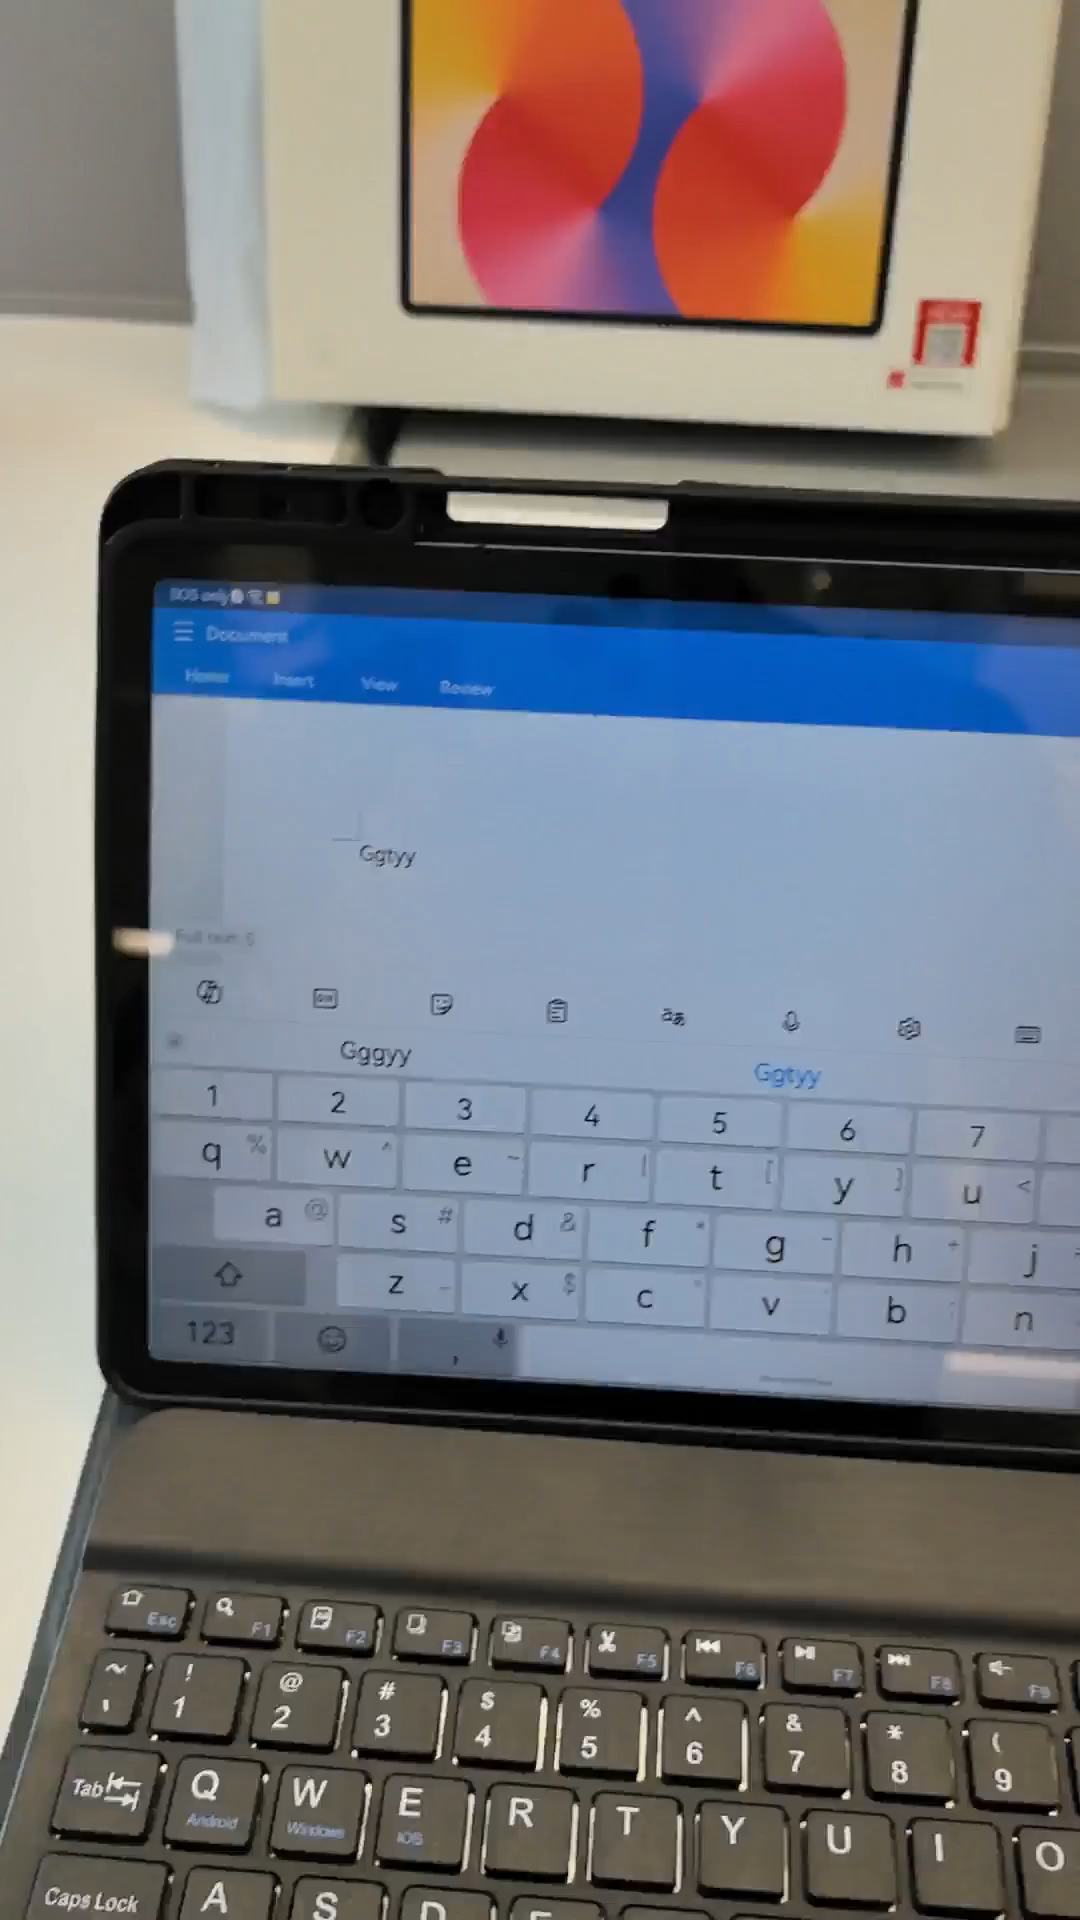 SOS only
Document
Home Insert View Review
Ggtyy
GIF
Gggyy Ggtyy
1 2 3 4 5 6 7
q % w ^ e ~ r | t [ y ] u <
a @ s # d & f * g - h + j =
z x $ c v b n
123 ,
Esc F1 F2 F3 F4 F5 F6 F7 F8 F9
~ ` ! 1 @ 2 # 3 $ 4 % 5 ^ 6 & 7 * 8 ( 9
Tab Q Android W Windows E IOS R T Y U I O
Caps Lock A S D